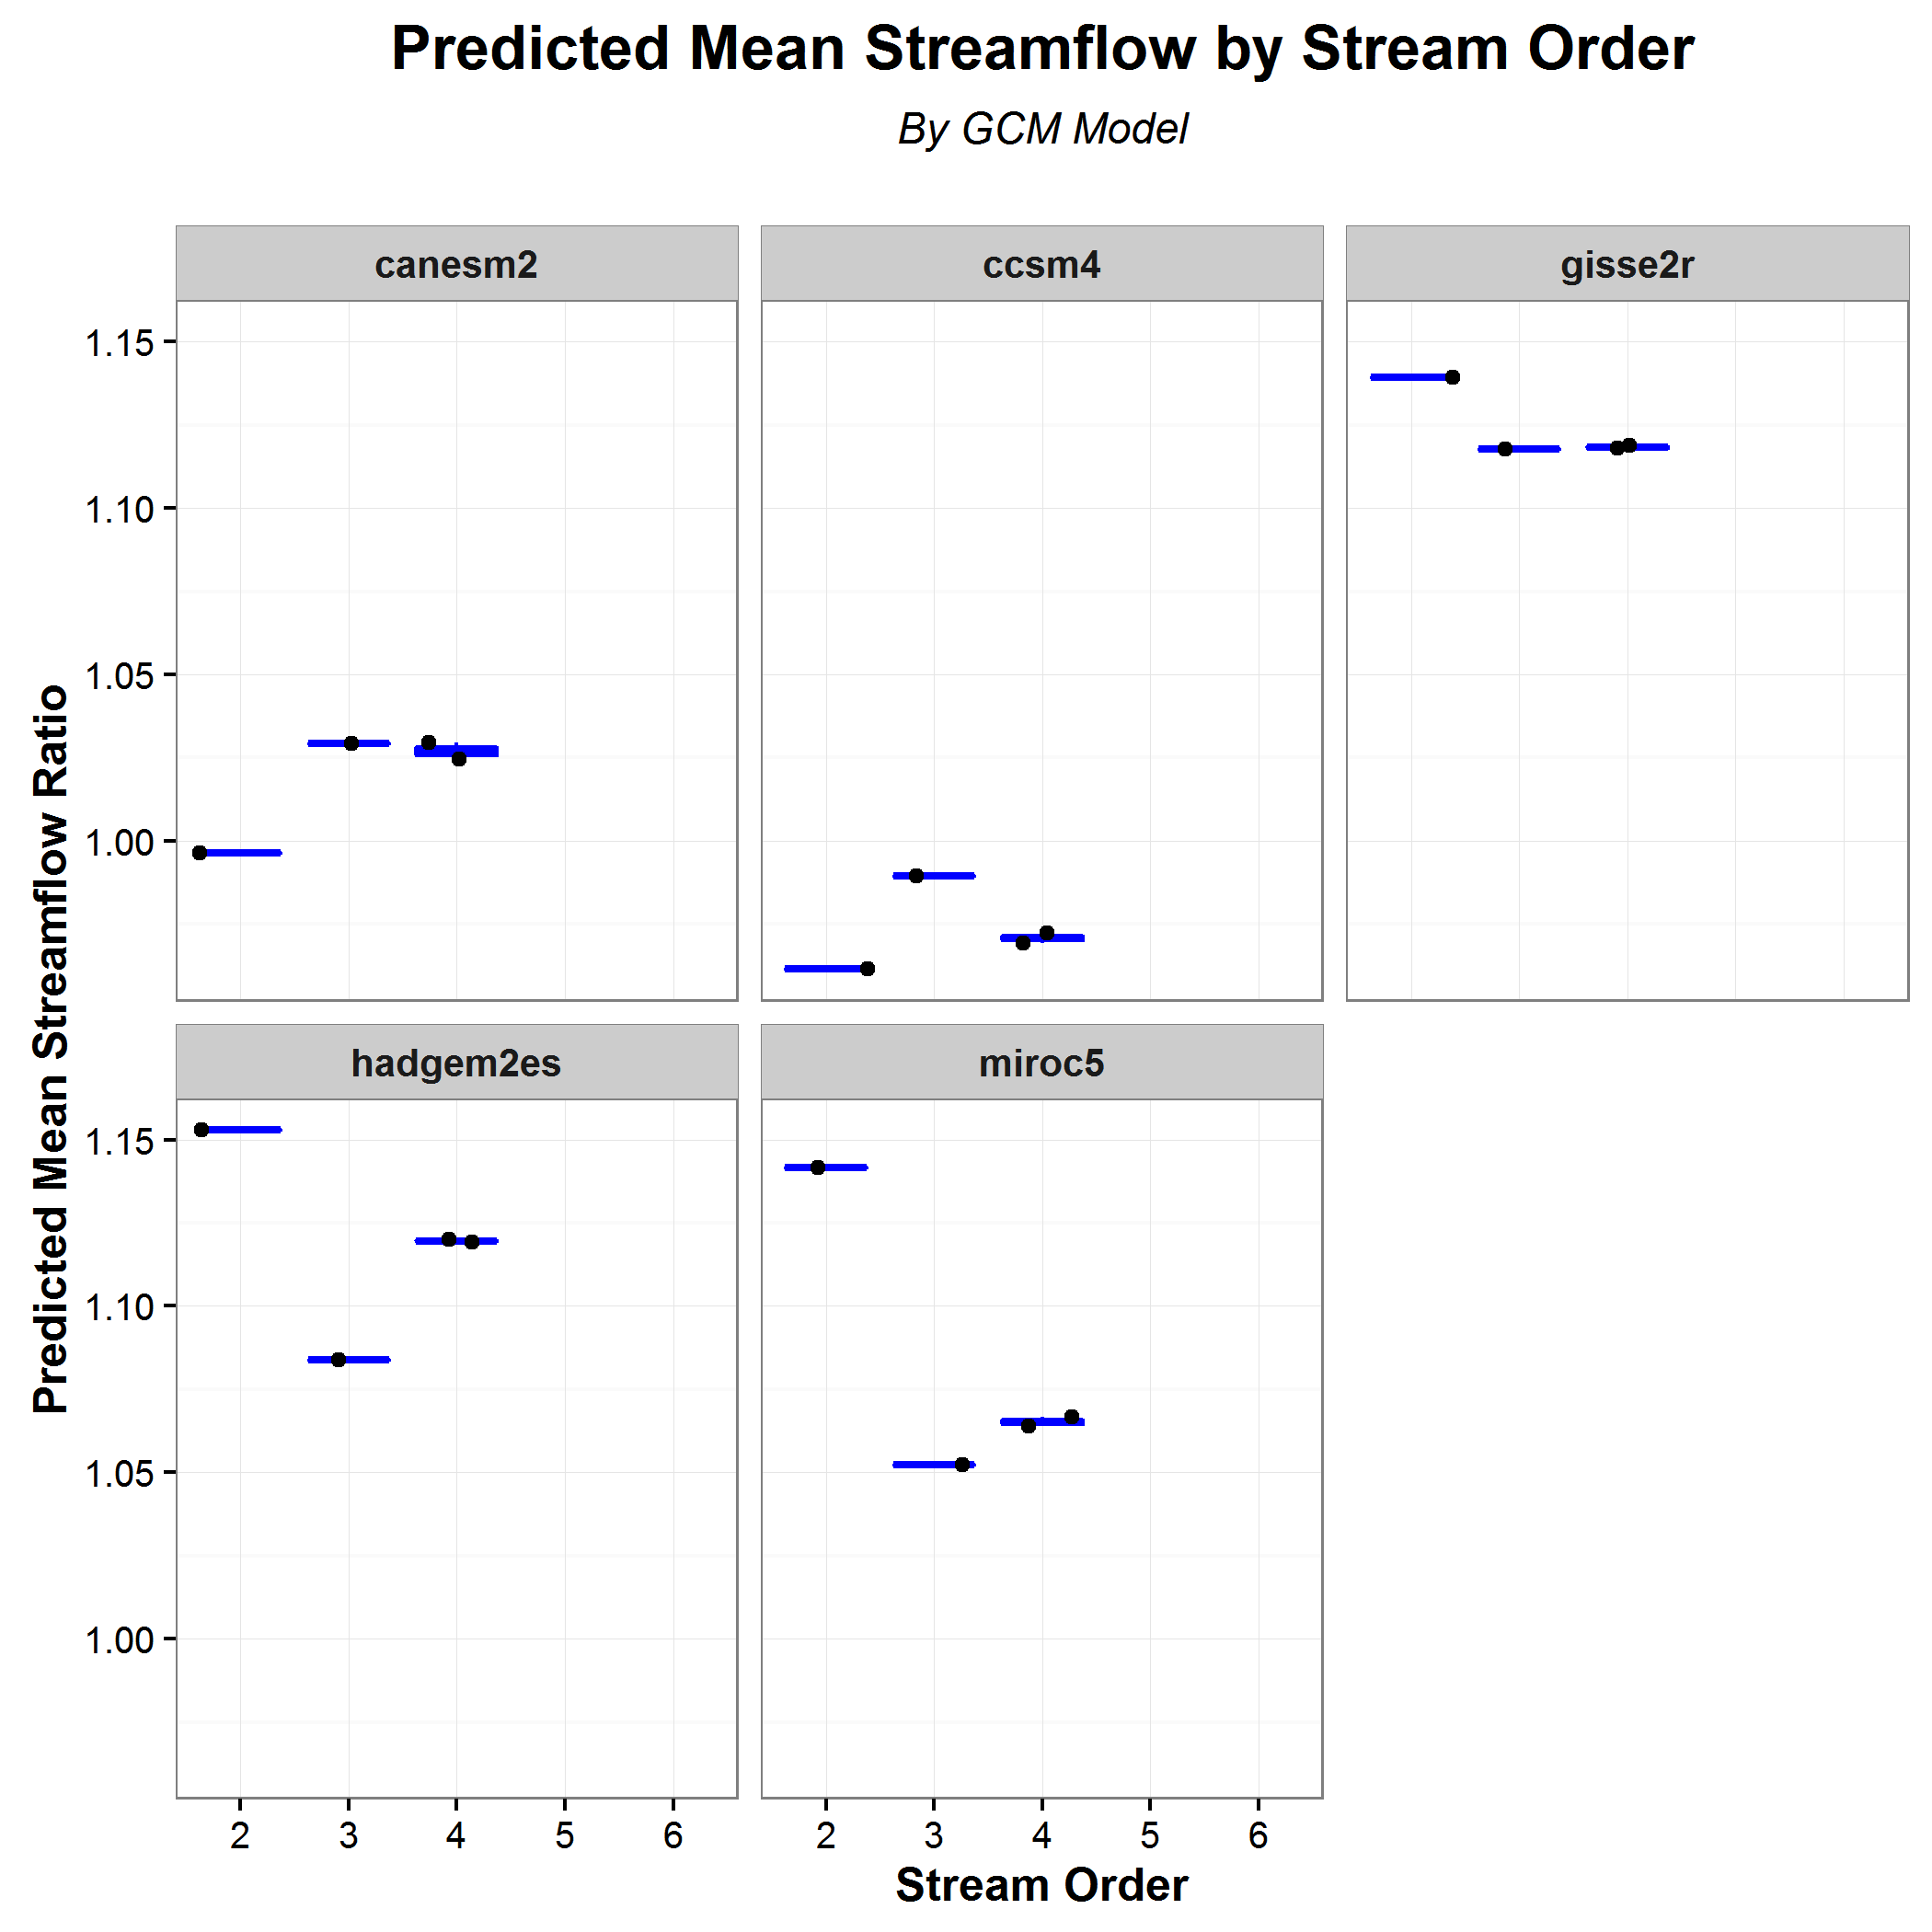 Predicted Mean Streamflow by Stream Order
By GCM Model
canesm2
ccsm4
gisse2r
1.15
1.10
1.05
1.00
Predicted Mean Streamflow Ratio
hadgem2es
miroc5
1.15
1.10
1.05
1.00
2 3 4 5 6
2 3 4 5 6
Stream Order